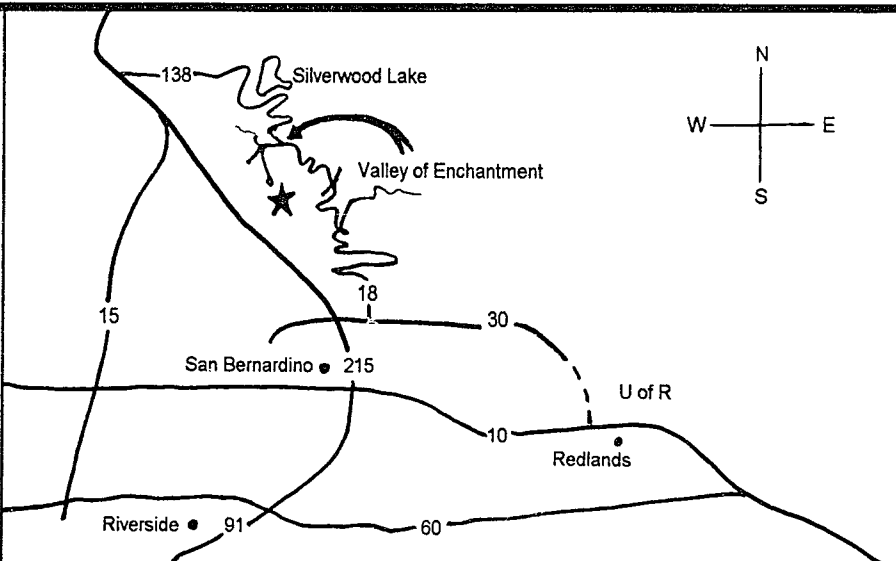 N
138
Silverwood Lake
W E
Valley of Enchantment
S
18
15
30
San Bernardino
215
U of R
10
Redlands
Riverside
91
60